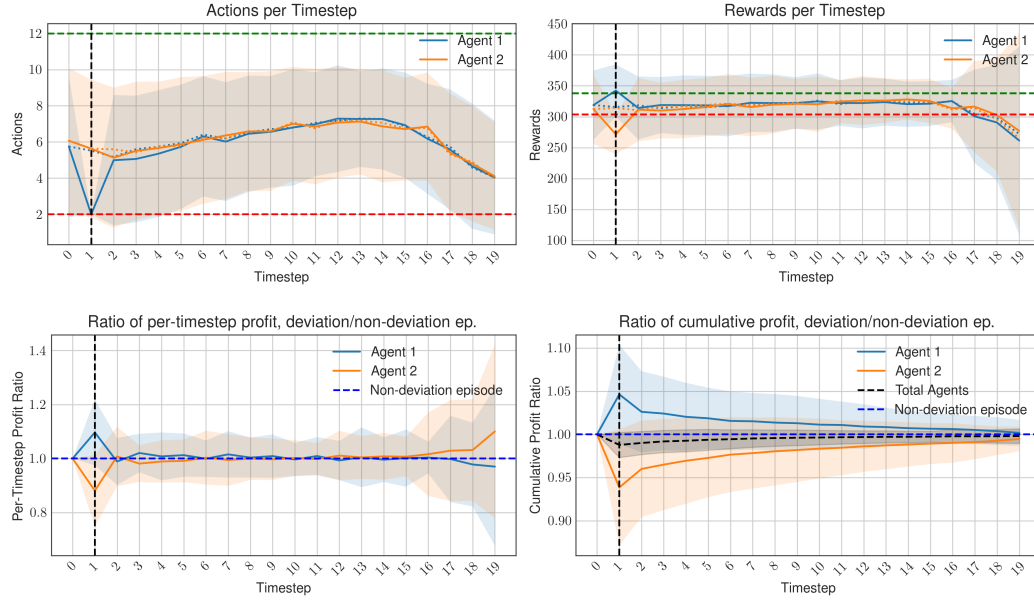 Actions per Timestep
12
10
8
6
4
2
Actions
Agent 1
Agent 2
0 1 2 3 4 5 6 7 8 9 10 11 12 13 14 15 16 17 18 19
Timestep
Rewards per Timestep
450
400
350
300
250
200
150
100
Rewards
Agent 1
Agent 2
0 1 2 3 4 5 6 7 8 9 10 11 12 13 14 15 16 17 18 19
Timestep
Ratio of per-timestep profit, deviation/non-deviation ep.
1.4
1.2
1.0
0.8
Per-Timestep Profit Ratio
Agent 1
Agent 2
Non-deviation episode
0 1 2 3 4 5 6 7 8 9 10 11 12 13 14 15 16 17 18 19
Timestep
Ratio of cumulative profit, deviation/non-deviation ep.
1.10
1.05
1.00
0.95
0.90
Cumulative Profit Ratio
Agent 1
Agent 2
Total Agents
Non-deviation episode
0 1 2 3 4 5 6 7 8 9 10 11 12 13 14 15 16 17 18 19
Timestep